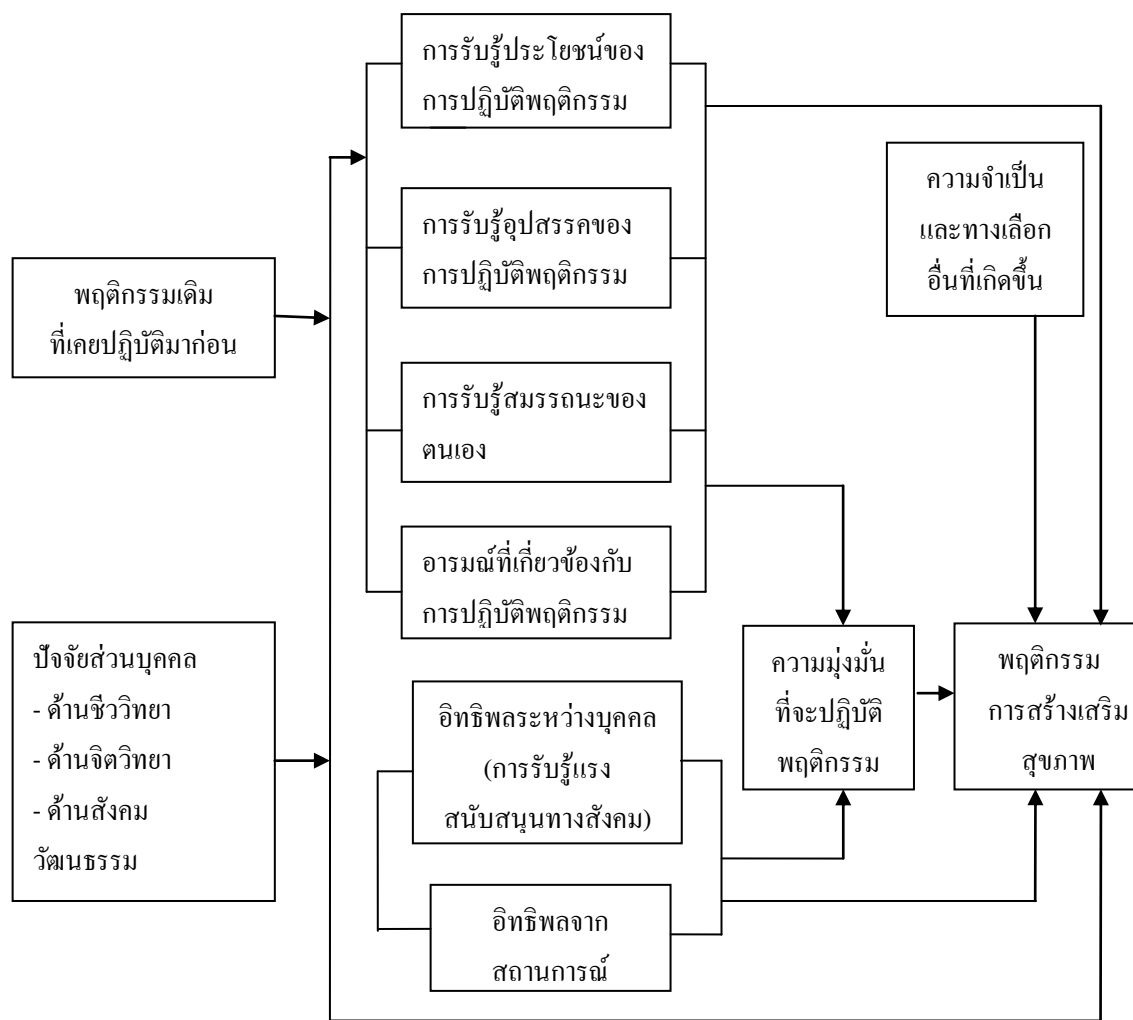 การรับรู้ประโยชน์ของ
การปฏิบัติพฤติกรรม
ความจำเป็น
และทางเลือก
อื่นที่เกิดขึ้น
การรับรู้อุปสรรคของ
การปฏิบัติพฤติกรรม
พฤติกรรมเดิม
ที่เคยปฏิบัติมาก่อน
การรับรู้สมรรถนะของ
ตนเอง
อารมณ์ที่เกี่ยวข้องกับ
การปฏิบัติพฤติกรรม
ปัจจัยส่วนบุคคล
- ด้านชีววิทยา
- ด้านจิตวิทยา
- ด้านสังคม
วัฒนธรรม
อิทธิพลระหว่างบุคคล
(การรับรู้แรง
สนับสนุนทางสังคม)
ความมุ่งมั่น
ที่จะปฏิบัติ
พฤติกรรม
พฤติกรรม
การสร้างเสริม
สุขภาพ
อิทธิพลจาก
สถานการณ์